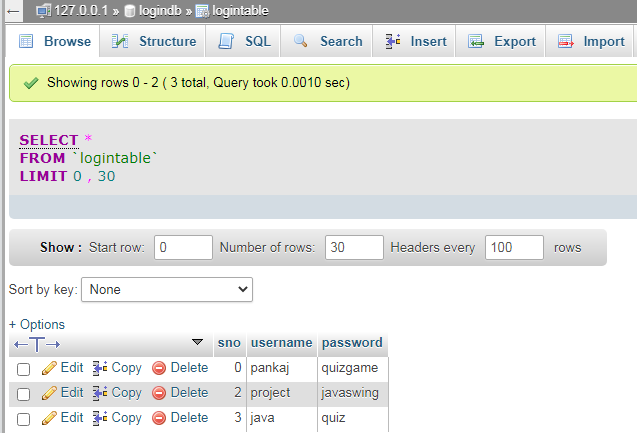 127.0.0.1 » logindb » logintable
Browse Structure SQL Search Insert Export Import
Showing rows 0 - 2 ( 3 total, Query took 0.0010 sec)
SELECT *
FROM `logintable`
LIMIT 0 , 30
Show : Start row: 0 Number of rows: 30 Headers every 100 rows
Sort by key: None
+ Options
←T→ sno username password
Edit Copy Delete 0 pankaj quizgame
Edit Copy Delete 2 project javaswing
Edit Copy Delete 3 java quiz